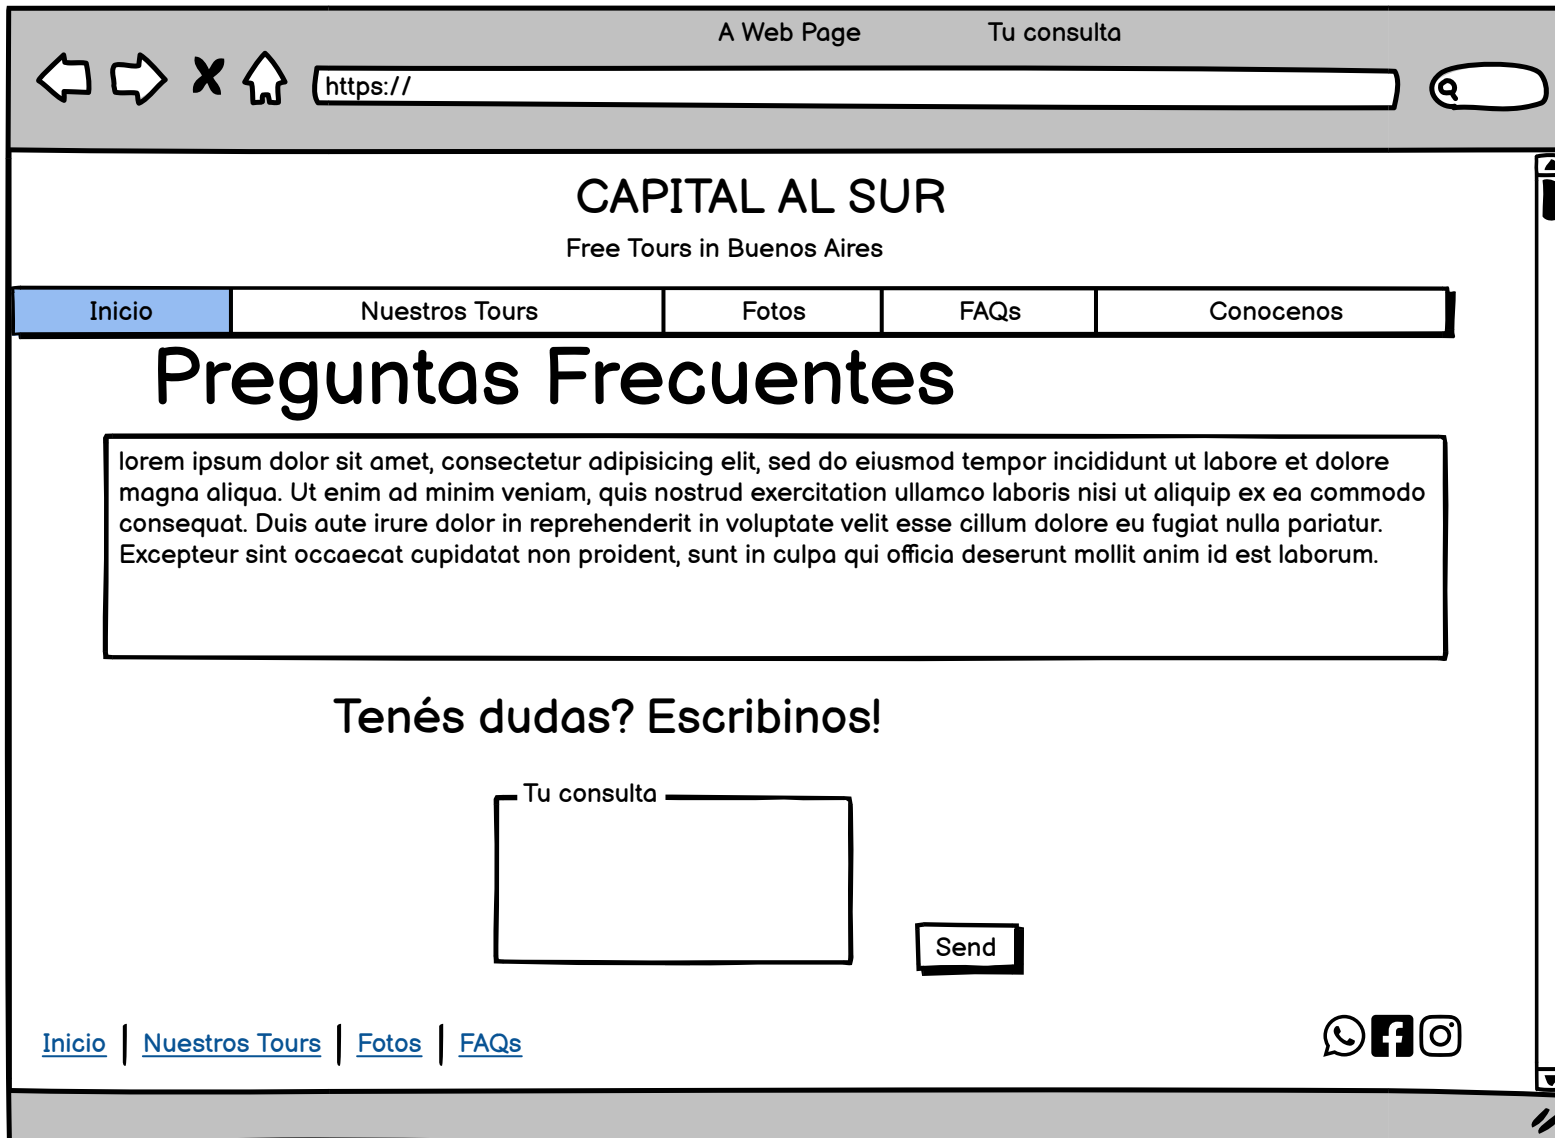 A Web Page
Tu consulta
https://
CAPITAL AL SUR
Free Tours in Buenos Aires
Inicio
Nuestros Tours
Fotos
FAQs
Conocenos
Preguntas Frecuentes
lorem ipsum dolor sit amet, consectetur adipisicing elit, sed do eiusmod tempor incididunt ut labore et dolore
magna aliqua. Ut enim ad minim veniam, quis nostrud exercitation ullamco laboris nisi ut aliquip ex ea commodo
consequat. Duis aute irure dolor in reprehenderit in voluptate velit esse cillum dolore eu fugiat nulla pariatur.
Excepteur sint occaecat cupidatat non proident, sunt in culpa qui officia deserunt mollit anim id est laborum.
Tenés dudas? Escribinos!
Tu consulta
Send
Inicio
Nuestros Tours
Fotos
FAQs